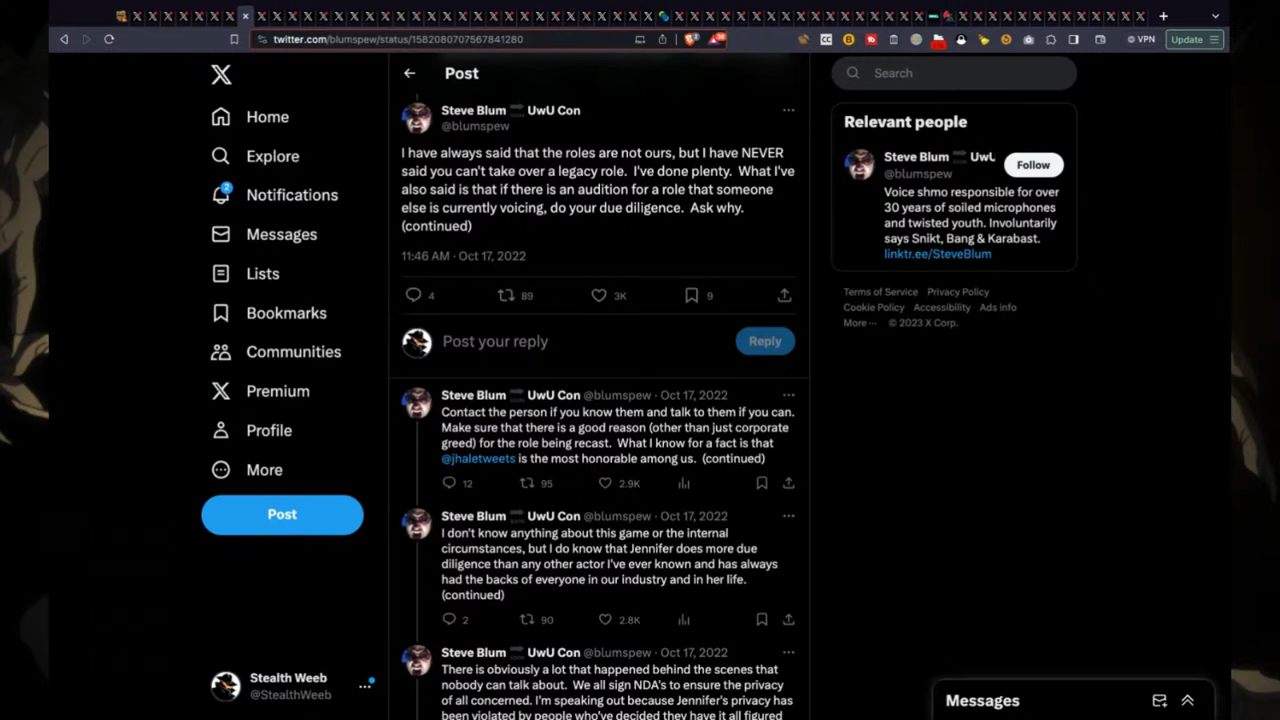 twitter.com/blumspew/status/1582080707567841280
VPN
Update
Home
Explore
2
Notifications
Messages
Lists
Bookmarks
Communities
Premium
Profile
More
Post
Stealth Weeb
@StealthWeeb
Post
Steve Blum UwU Con
@blumspew
I have always said that the roles are not ours, but I have NEVER
said you can't take over a legacy role. I've done plenty. What I've
also said is that if there is an audition for a role that someone
else is currently voicing, do your due diligence. Ask why.
(continued)
11:46 AM · Oct 17, 2022
4 89 3K 9
Post your reply
Reply
Steve Blum UwU Con @blumspew · Oct 17, 2022
Contact the person if you know them and talk to them if you can.
Make sure that there is a good reason (other than just corporate
greed) for the role being recast. What I know for a fact is that
@jhaletweets is the most honorable among us. (continued)
12 95 2.9K
Steve Blum UwU Con @blumspew · Oct 17, 2022
I don't know anything about this game or the internal
circumstances, but I do know that Jennifer does more due
diligence than any other actor I've ever known and has always
had the backs of everyone in our industry and in her life.
(continued)
2 90 2.8K
Steve Blum UwU Con @blumspew · Oct 17, 2022
There is obviously a lot that happened behind the scenes that
nobody can talk about. We all sign NDA's to ensure the privacy
of all concerned. I'm speaking out because Jennifer's privacy has
been violated by people who've decided they have it all figured
Search
Relevant people
Steve Blum UwU
@blumspew
Follow
Voice shmo responsible for over
30 years of soiled microphones
and twisted youth. Involuntarily
says Snikt, Bang & Karabast.
linktr.ee/SteveBlum
Terms of Service Privacy Policy
Cookie Policy Accessibility Ads info
More ··· © 2023 X Corp.
Messages